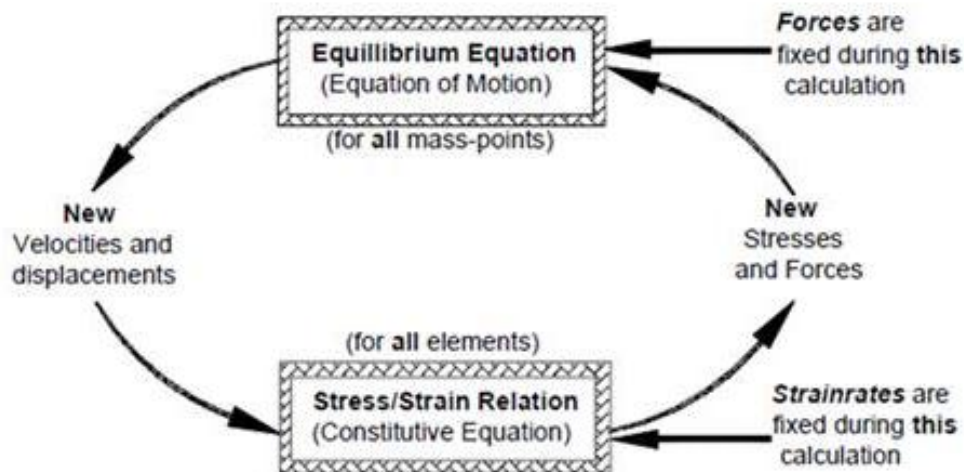 Equillibrium Equation
(Equation of Motion)
(for all mass-points)
Forces are
fixed during this
calculation
New
Velocities and
displacements
New
Stresses
and Forces
(for all elements)
Stress/Strain Relation
(Constitutive Equation)
Strainrates are
fixed during this
calculation